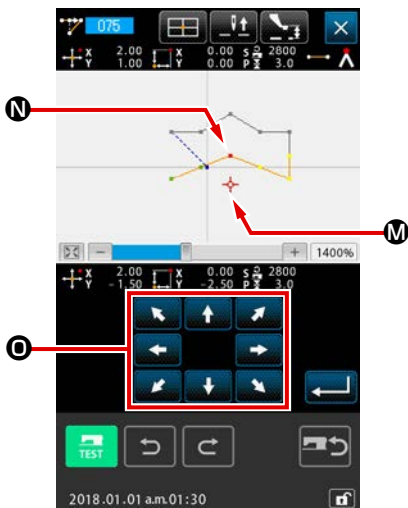 075
X 2.00 X 0.00 S 2800
Y 1.00 Y 0.00 P 3.0
N
M
1400%
X 2.00 X 0.00 S 2800
Y -1.50 Y -2.50 P 3.0
O
TEST
2018.01.01 a.m.01:30